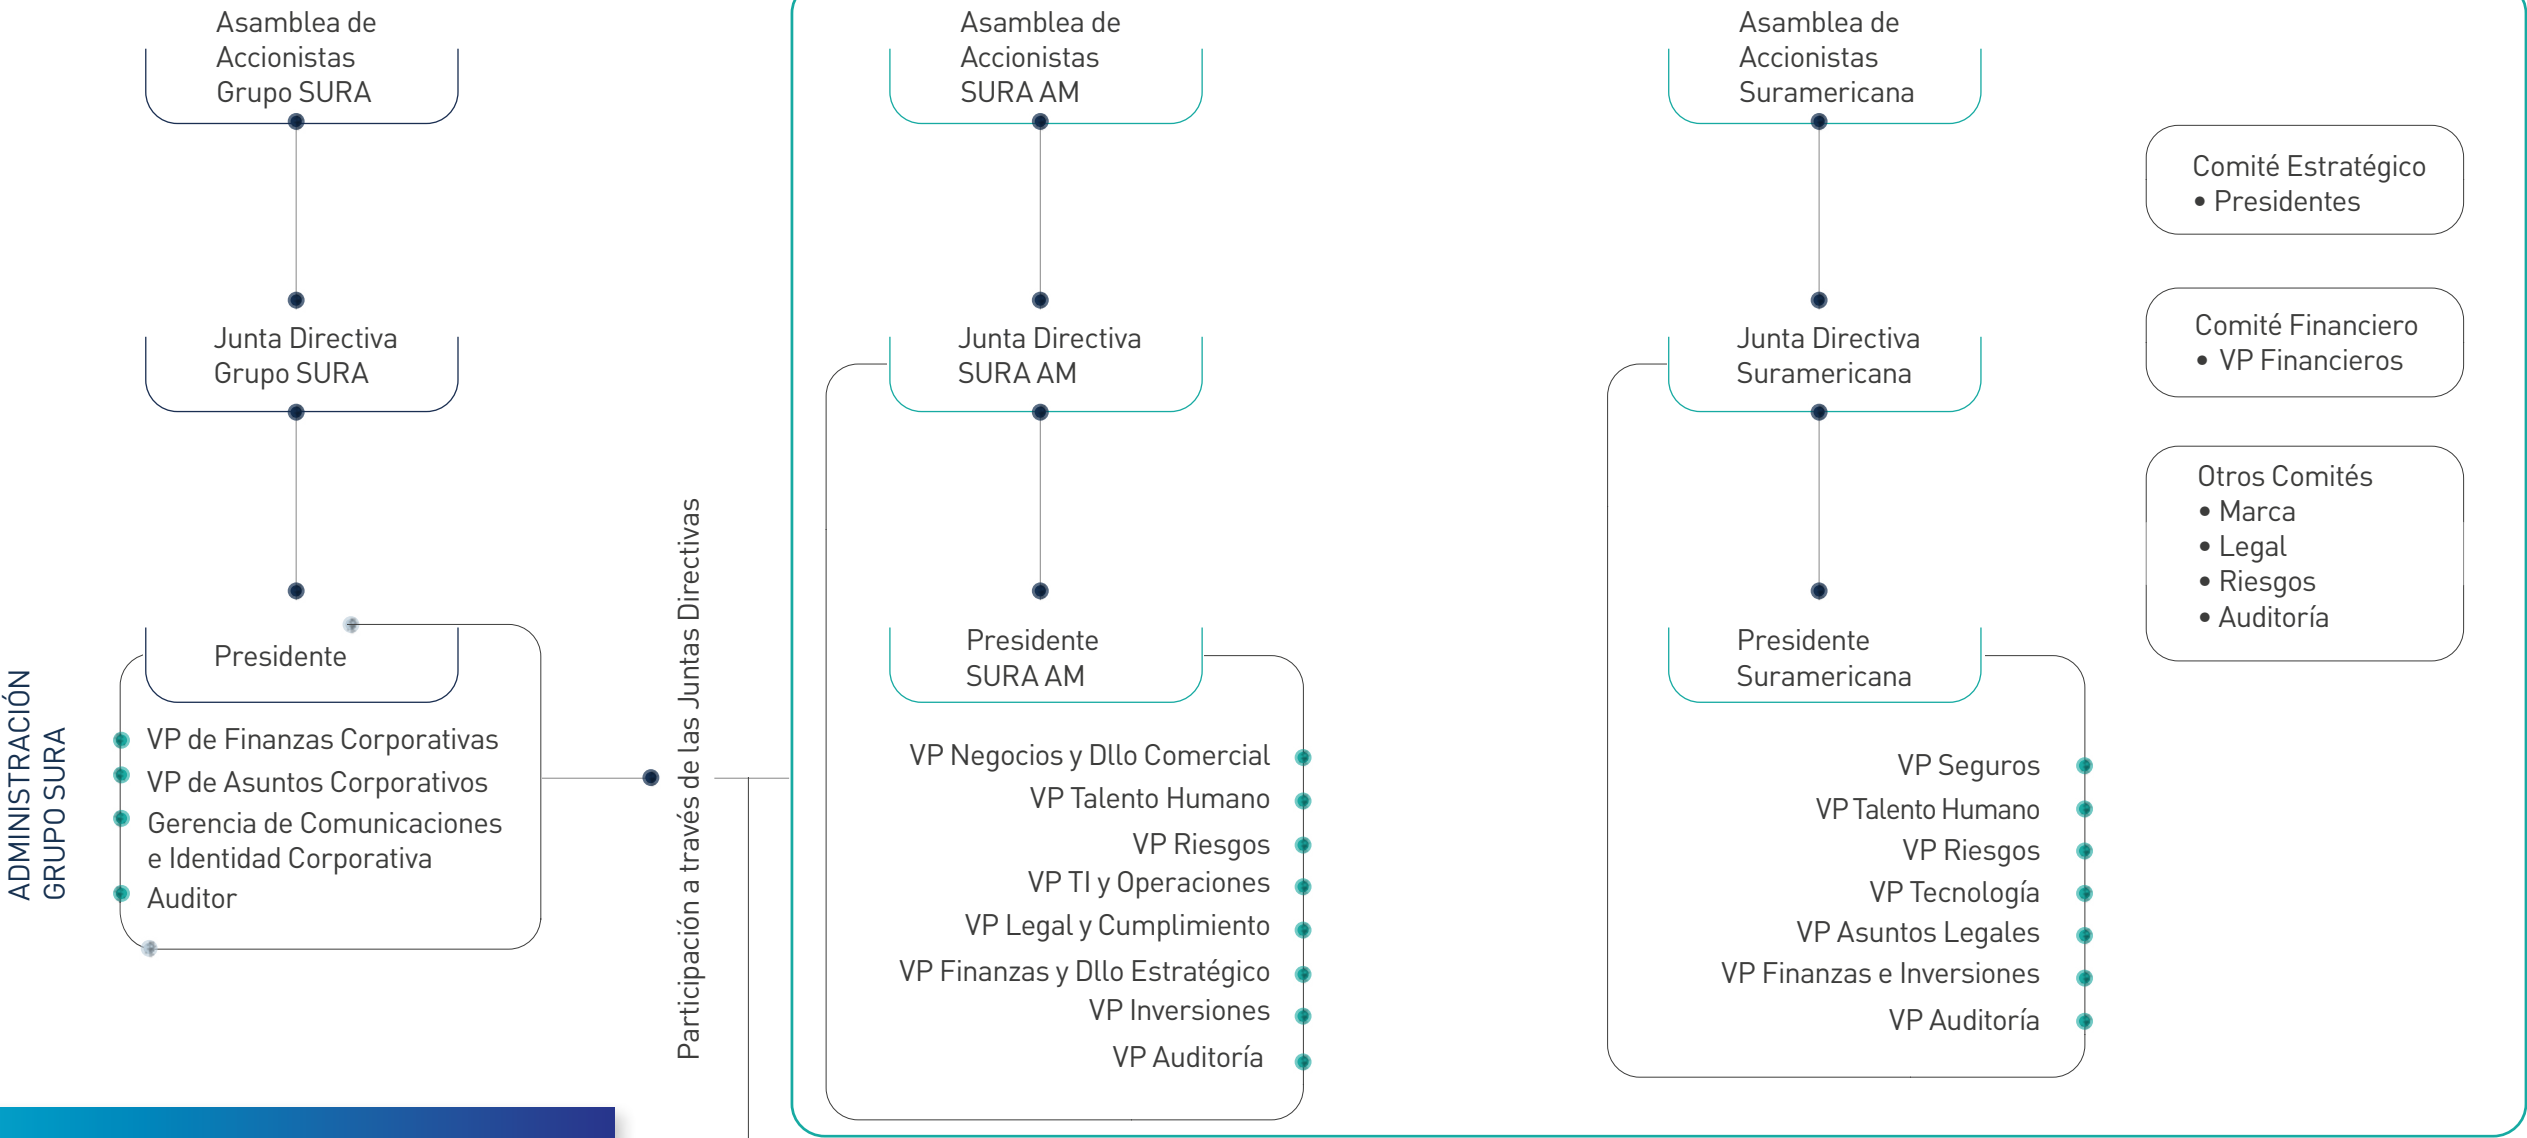 Asamblea de
Accionistas
Grupo SURA
Junta Directiva
Grupo SURA
Presidente
ADMINISTRACIÓN
GRUPO SURA
VP de Finanzas Corporativas
VP de Asuntos Corporativos
Gerencia de Comunicaciones
e Identidad Corporativa
Auditor
Participación a través de las Juntas Directivas
Asamblea de
Accionistas
SURA AM
Junta Directiva
SURA AM
Presidente
SURA AM
VP Negocios y Dllo Comercial
VP Talento Humano
VP Riesgos
VP TI y Operaciones
VP Legal y Cumplimiento
VP Finanzas y Dllo Estratégico
VP Inversiones
VP Auditoría
Asamblea de
Accionistas
Suramericana
Junta Directiva
Suramericana
Presidente
Suramericana
VP Seguros
VP Talento Humano
VP Riesgos
VP Tecnología
VP Asuntos Legales
VP Finanzas e Inversiones
VP Auditoría
Comité Estratégico
• Presidentes
Comité Financiero
• VP Financieros
Otros Comités
• Marca
• Legal
• Riesgos
• Auditoría